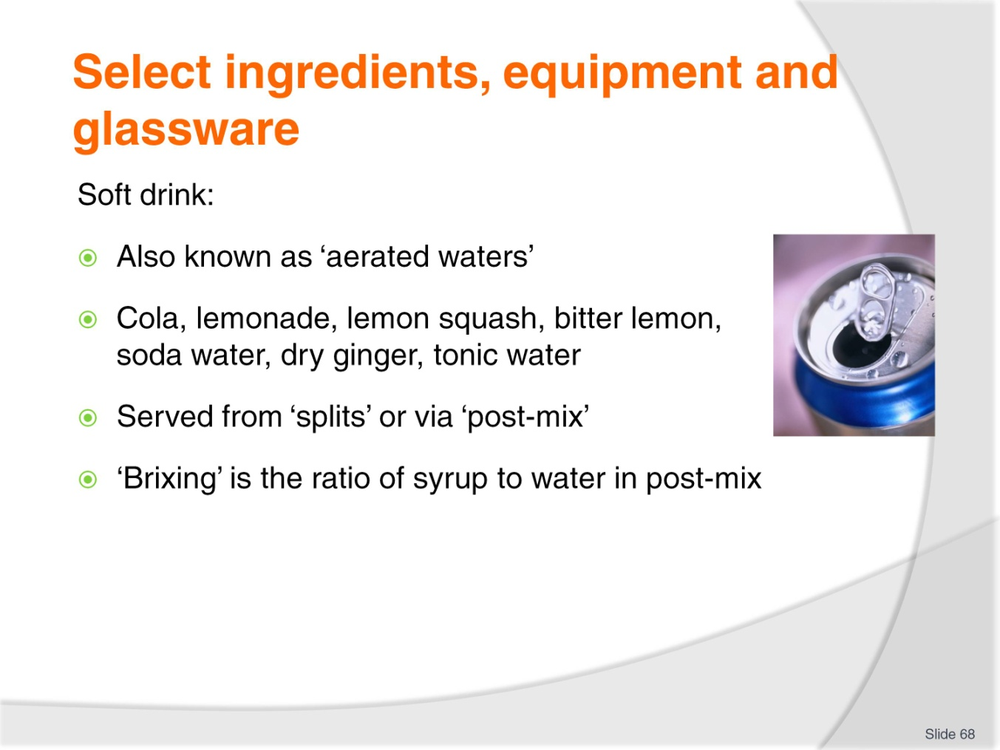 Select ingredients, equipment and
glassware
Soft drink:
Also known as ‘aerated waters’
Cola, lemonade, lemon squash, bitter lemon,
soda water, dry ginger, tonic water
Served from ‘splits’ or via ‘post-mix’
‘Brixing’ is the ratio of syrup to water in post-mix
Slide 68